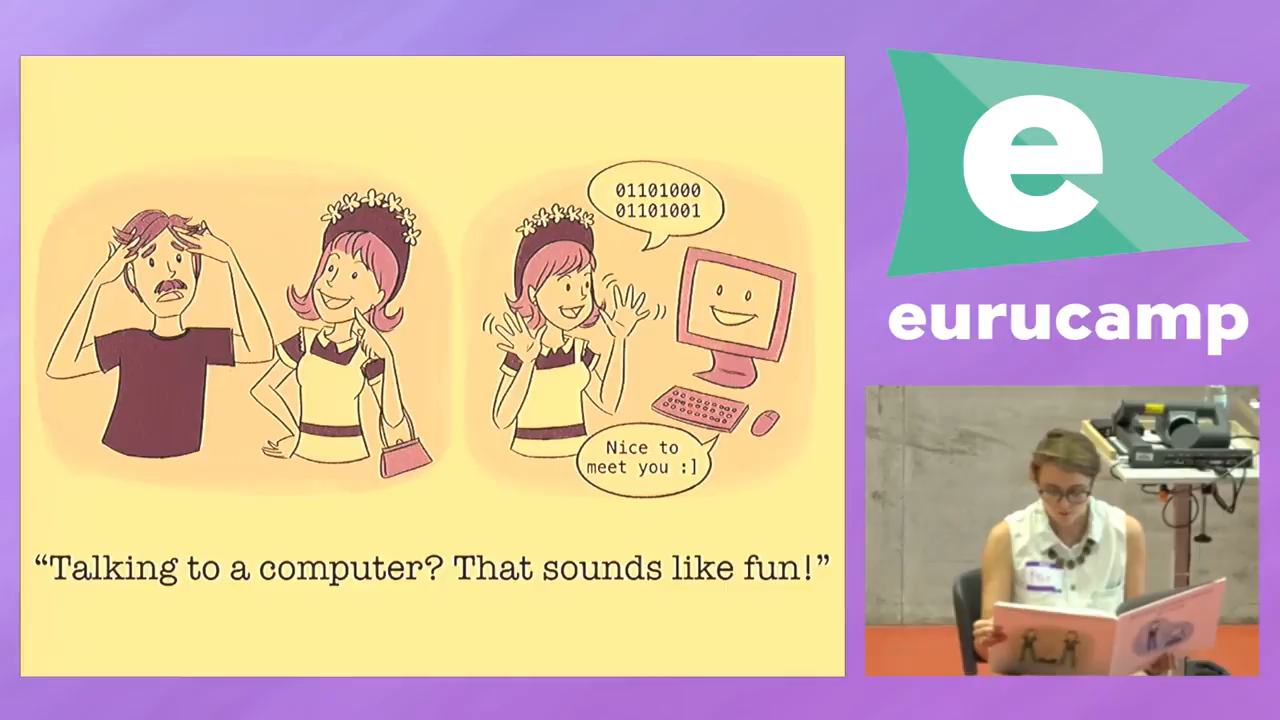 01101000
01101001
Nice to
meet you :]
“Talking to a computer? That sounds like fun!”
e
eurucamp